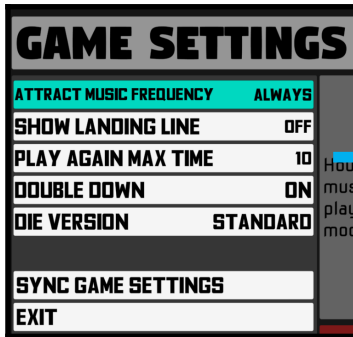 GAME SETTINGS
ATTRACT MUSIC FREQUENCY ALWAYS
SHOW LANDING LINE OFF
PLAY AGAIN MAX TIME 10
DOUBLE DOWN ON
DIE VERSION STANDARD
SYNC GAME SETTINGS
EXIT